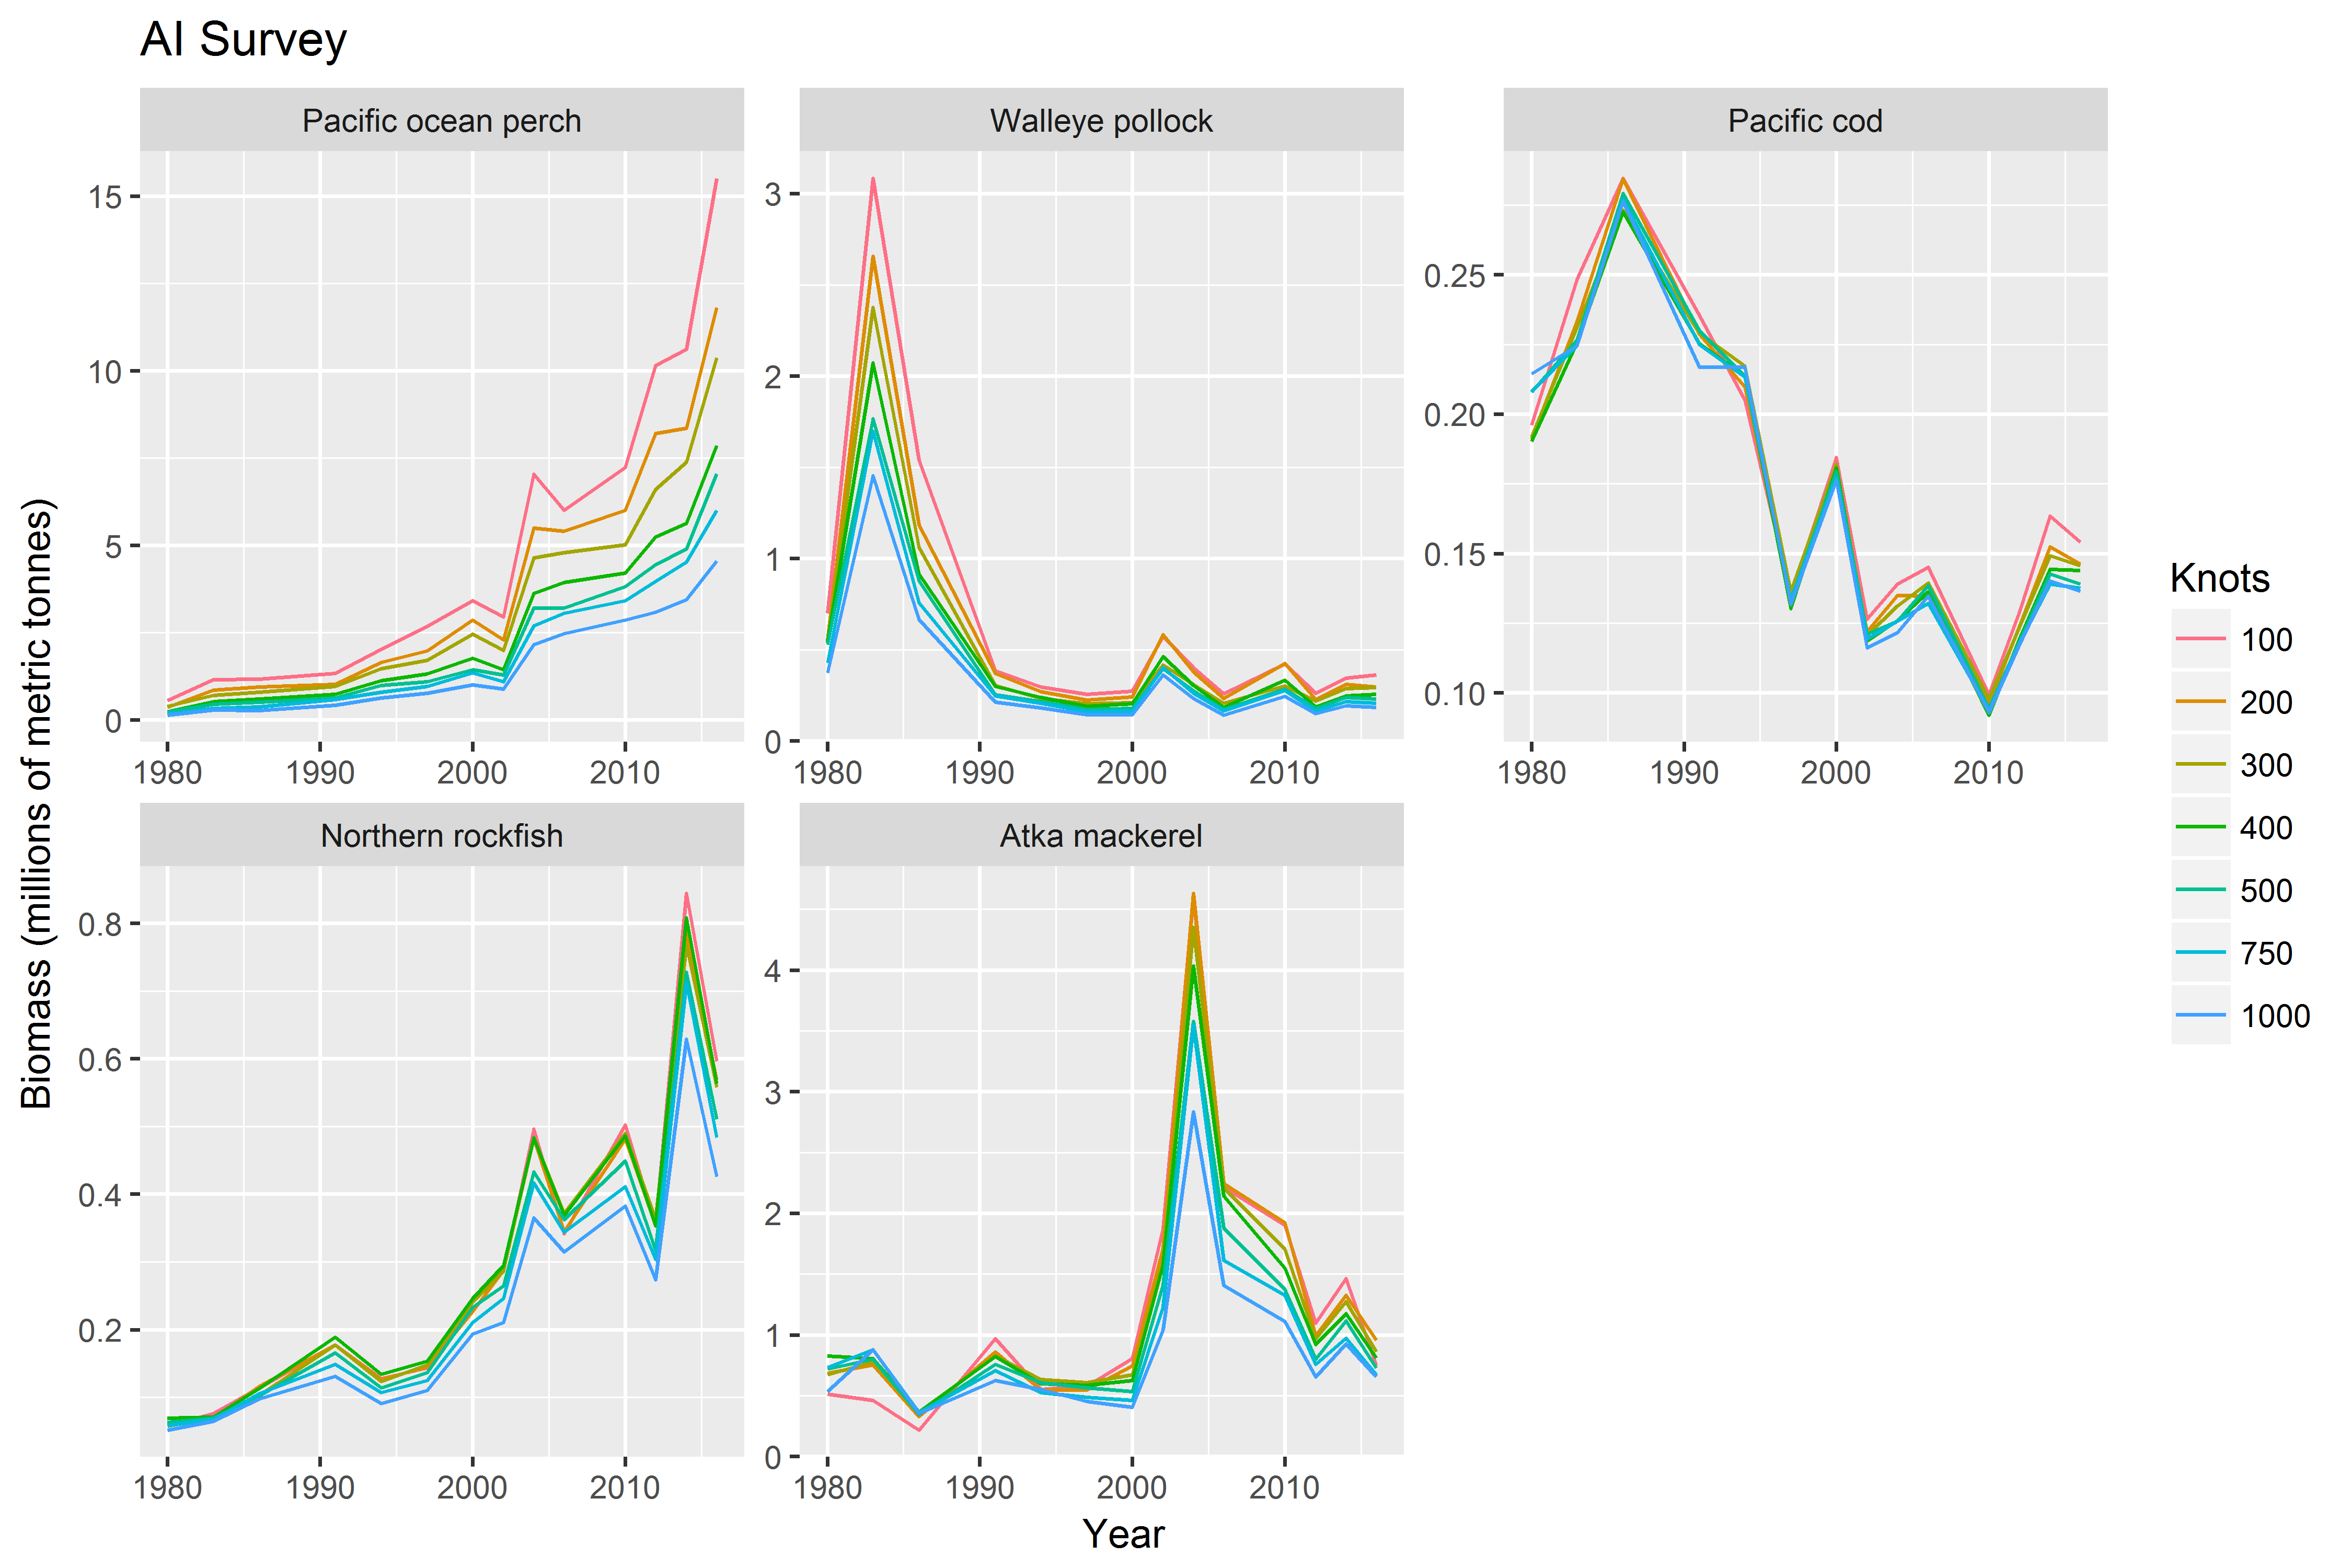 AI Survey
Pacific ocean perch
Walleye pollock
Pacific cod
15
10
5
0
3
2
1
0
0.25
0.20
0.15
0.10
1980 1990 2000 2010
1980 1990 2000 2010
1980 1990 2000 2010
Northern rockfish
Atka mackerel
0.8
0.6
0.4
0.2
4
3
2
1
0
1980 1990 2000 2010
1980 1990 2000 2010
Biomass (millions of metric tonnes)
Year
Knots
100
200
300
400
500
750
1000